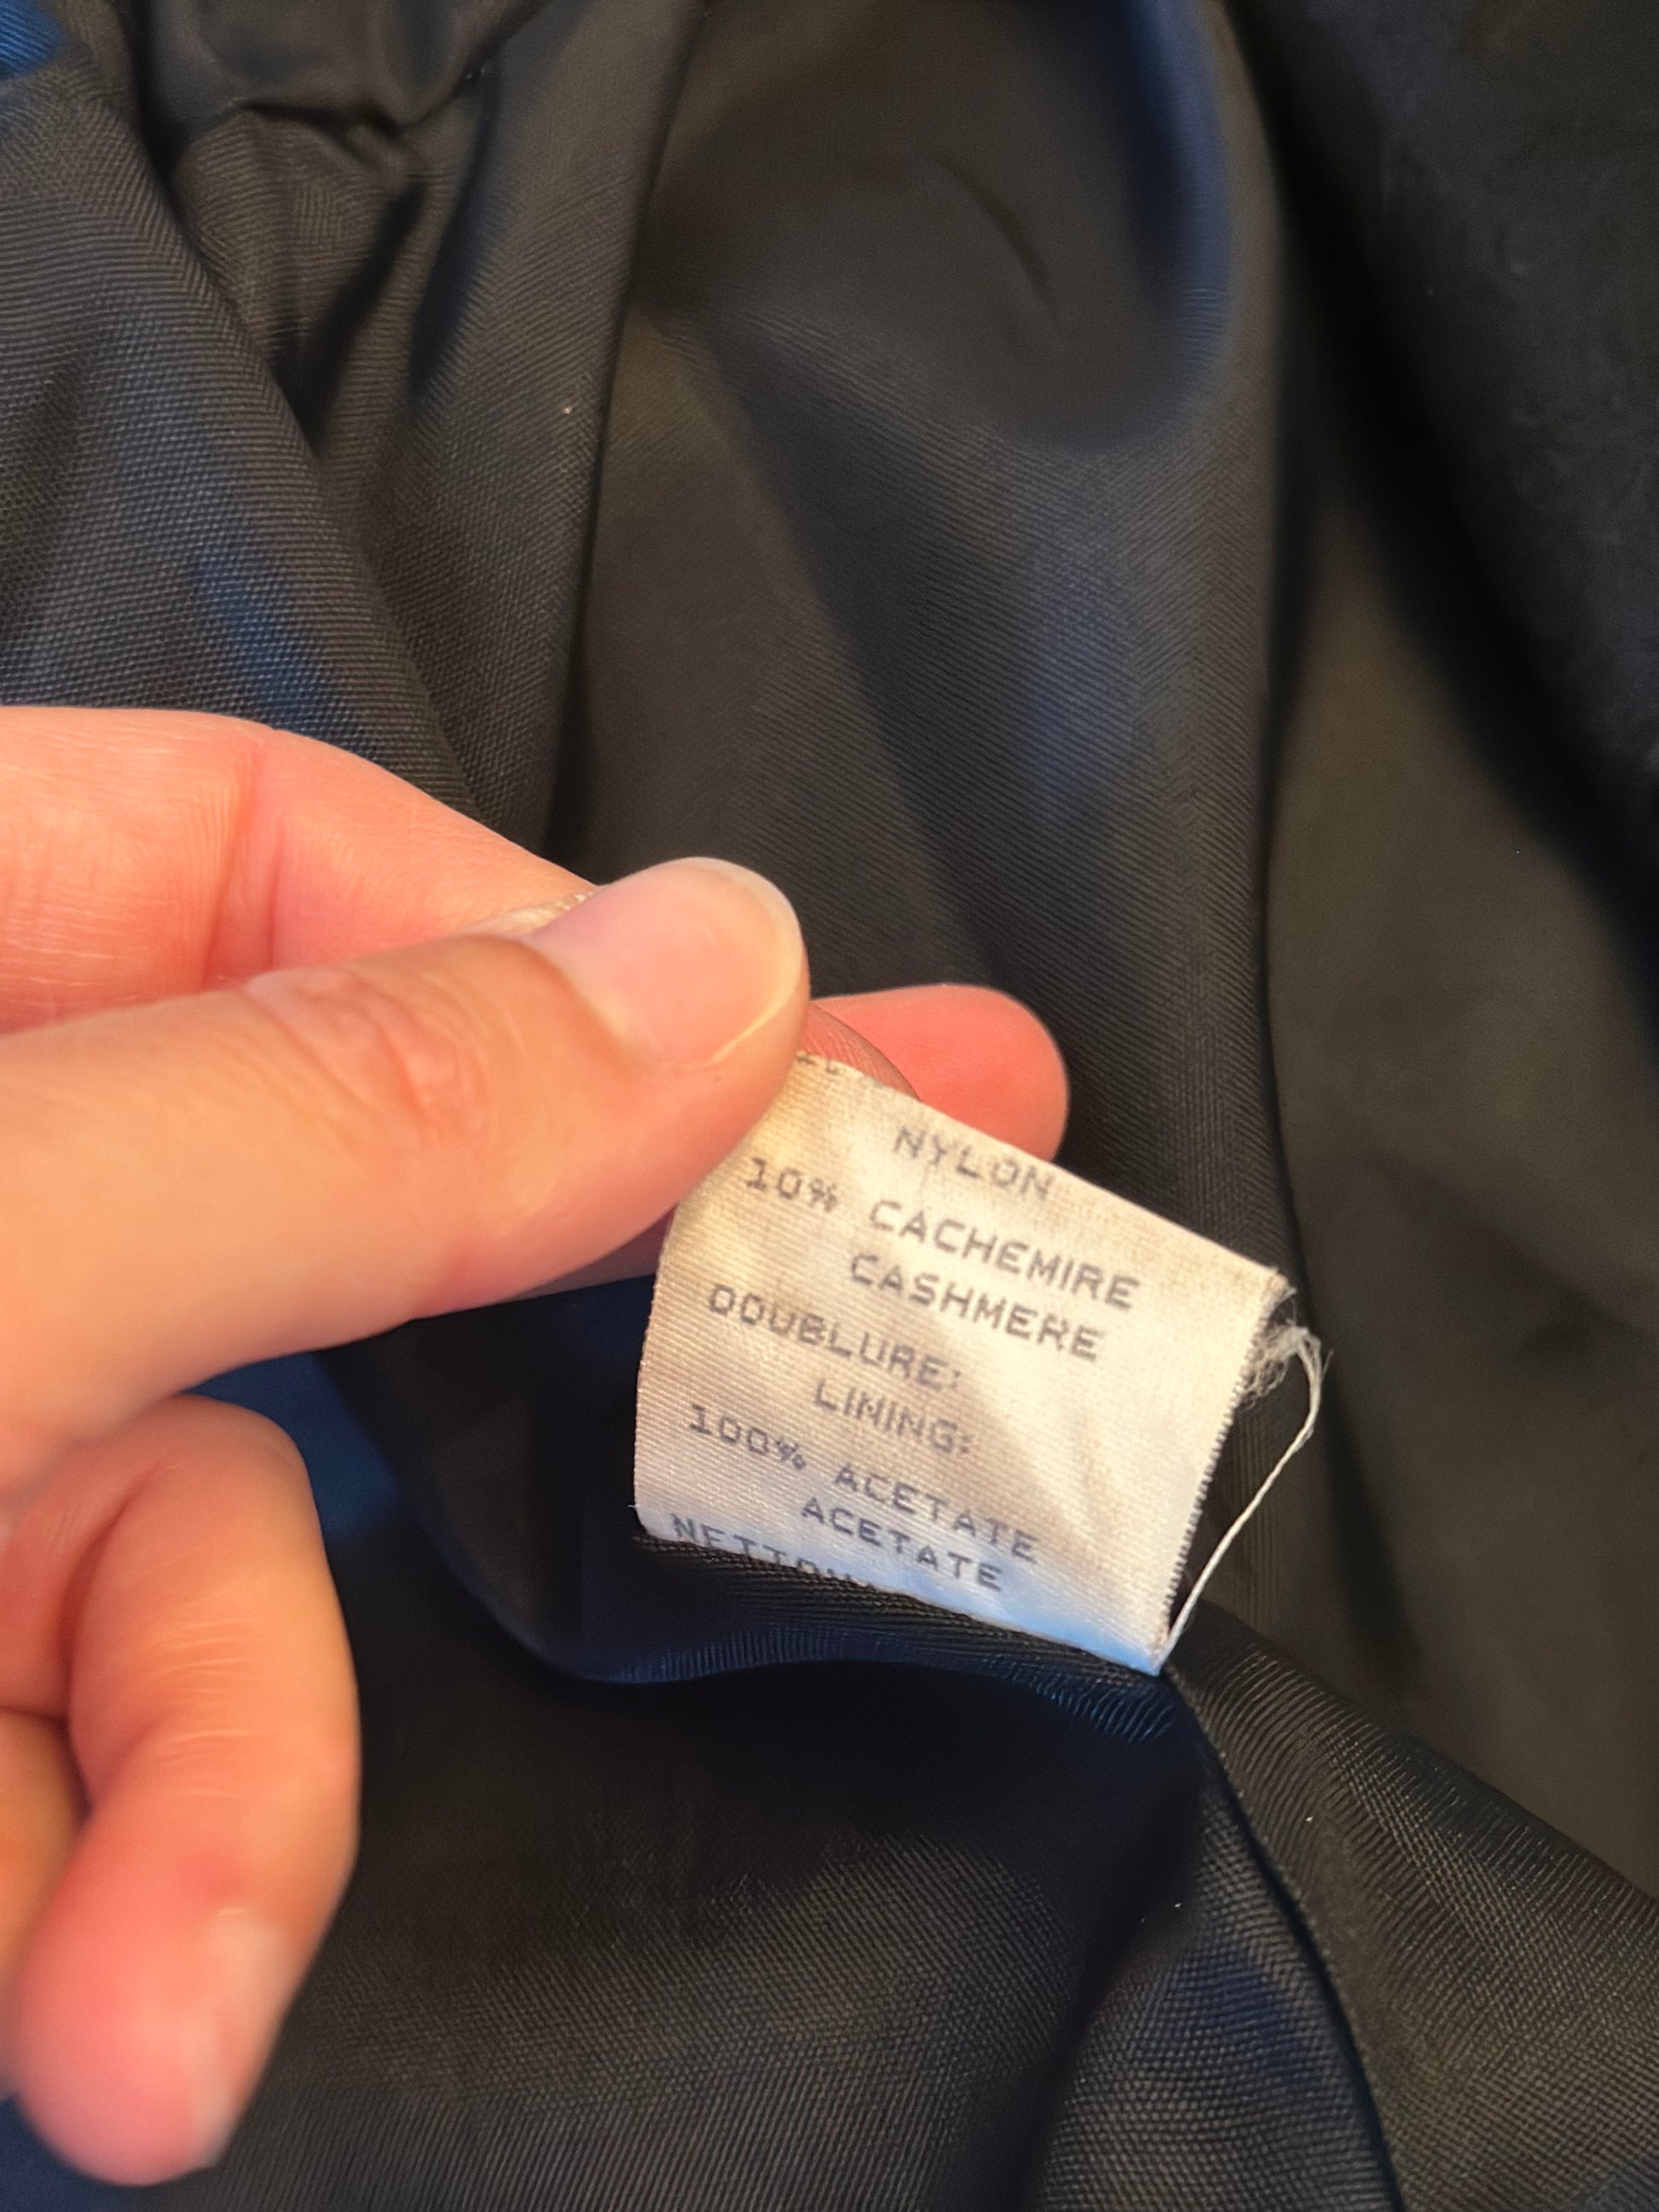 NYLON
10% CACHEMIRE
CASHMERE
DOUBLURE:
LINING:
100% ACETATE
ACETATE